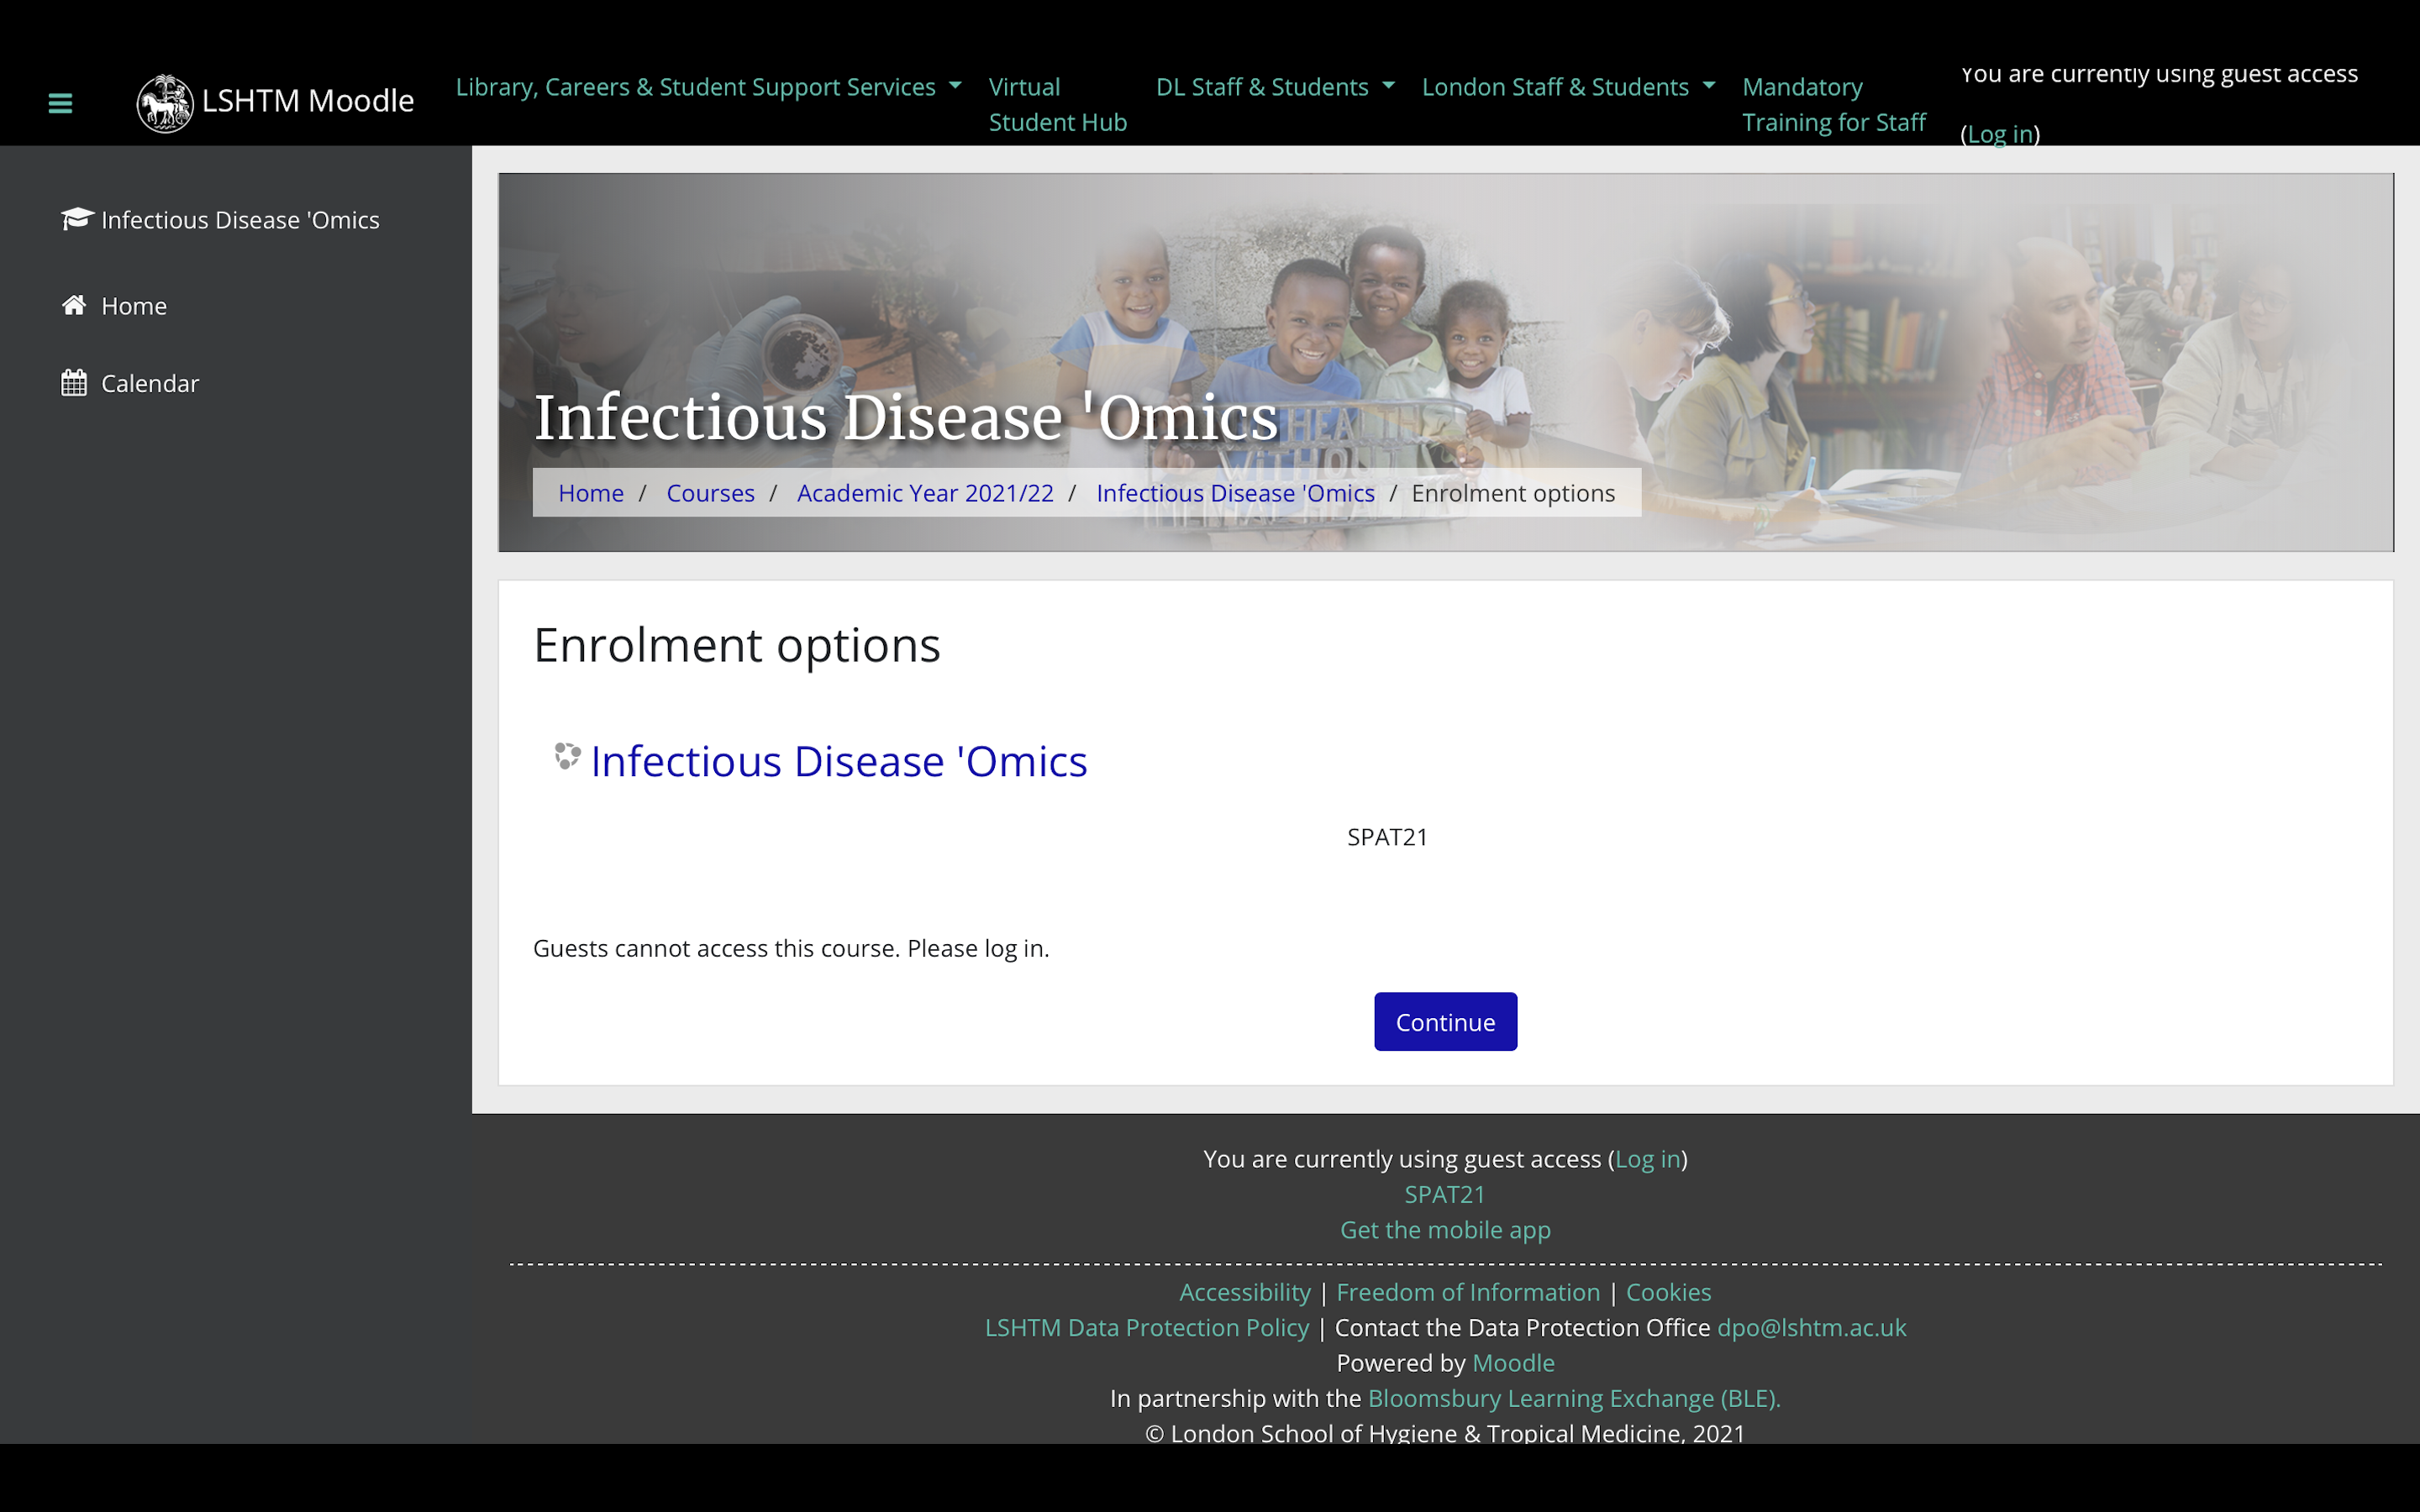 LSHTM Moodle
Library, Careers & Student Support Services
Virtual
Student Hub
DL Staff & Students
London Staff & Students
Mandatory
Training for Staff
You are currently using guest access
(Log in)
Infectious Disease 'Omics
Home
Calendar
Infectious Disease 'Omics
HEALTH
WITHOUT
MENTAL HEALTH
Home / Courses / Academic Year 2021/22 / Infectious Disease 'Omics / Enrolment options
Enrolment options
Infectious Disease 'Omics
SPAT21
Guests cannot access this course. Please log in.
Continue
You are currently using guest access (Log in)
SPAT21
Get the mobile app
Accessibility | Freedom of Information | Cookies
LSHTM Data Protection Policy | Contact the Data Protection Office dpo@lshtm.ac.uk
Powered by Moodle
In partnership with the Bloomsbury Learning Exchange (BLE).
© London School of Hygiene & Tropical Medicine, 2021